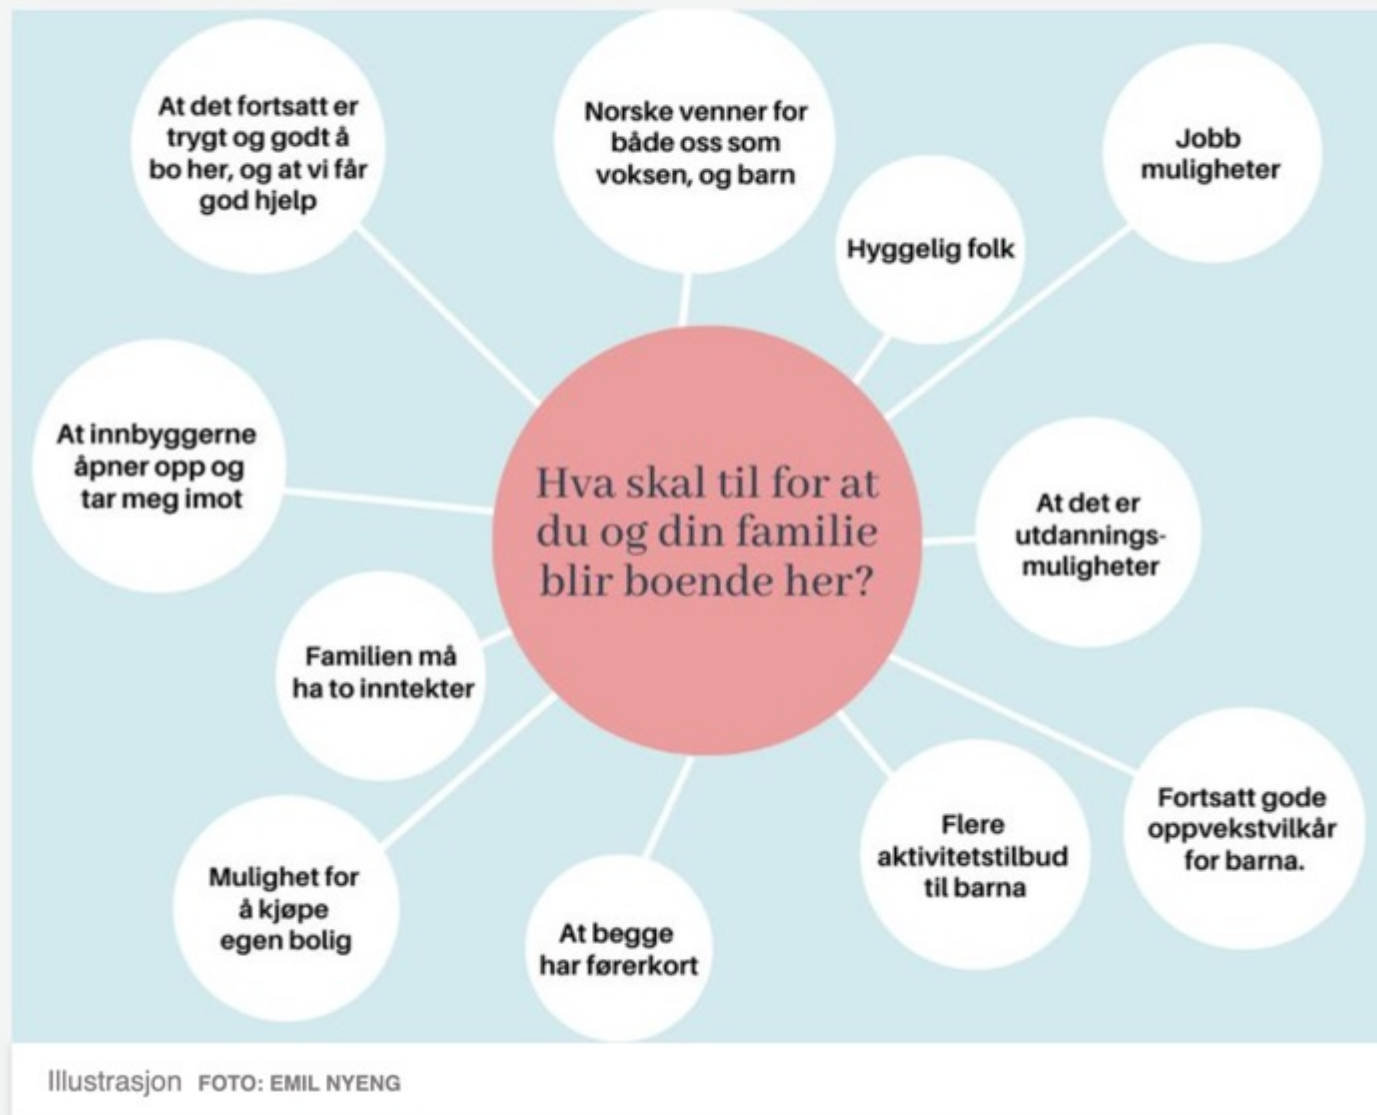 At det fortsatt er
trygt og godt å
bo her, og at vi får
god hjelp
Norske venner for
både oss som
voksen, og barn
Hyggelig folk
Jobb
muligheter
At innbyggerne
åpner opp og
tar meg imot
Hva skal til for at
du og din familie
blir boende her?
At det er
utdannings-
muligheter
Familien må
ha to inntekter
Mulighet for
å kjøpe
egen bolig
At begge
har førerkort
Flere
aktivitetstilbud
til barna
Fortsatt gode
oppvekstvilkår
for barna.
Illustrasjon FOTO: EMIL NYENG